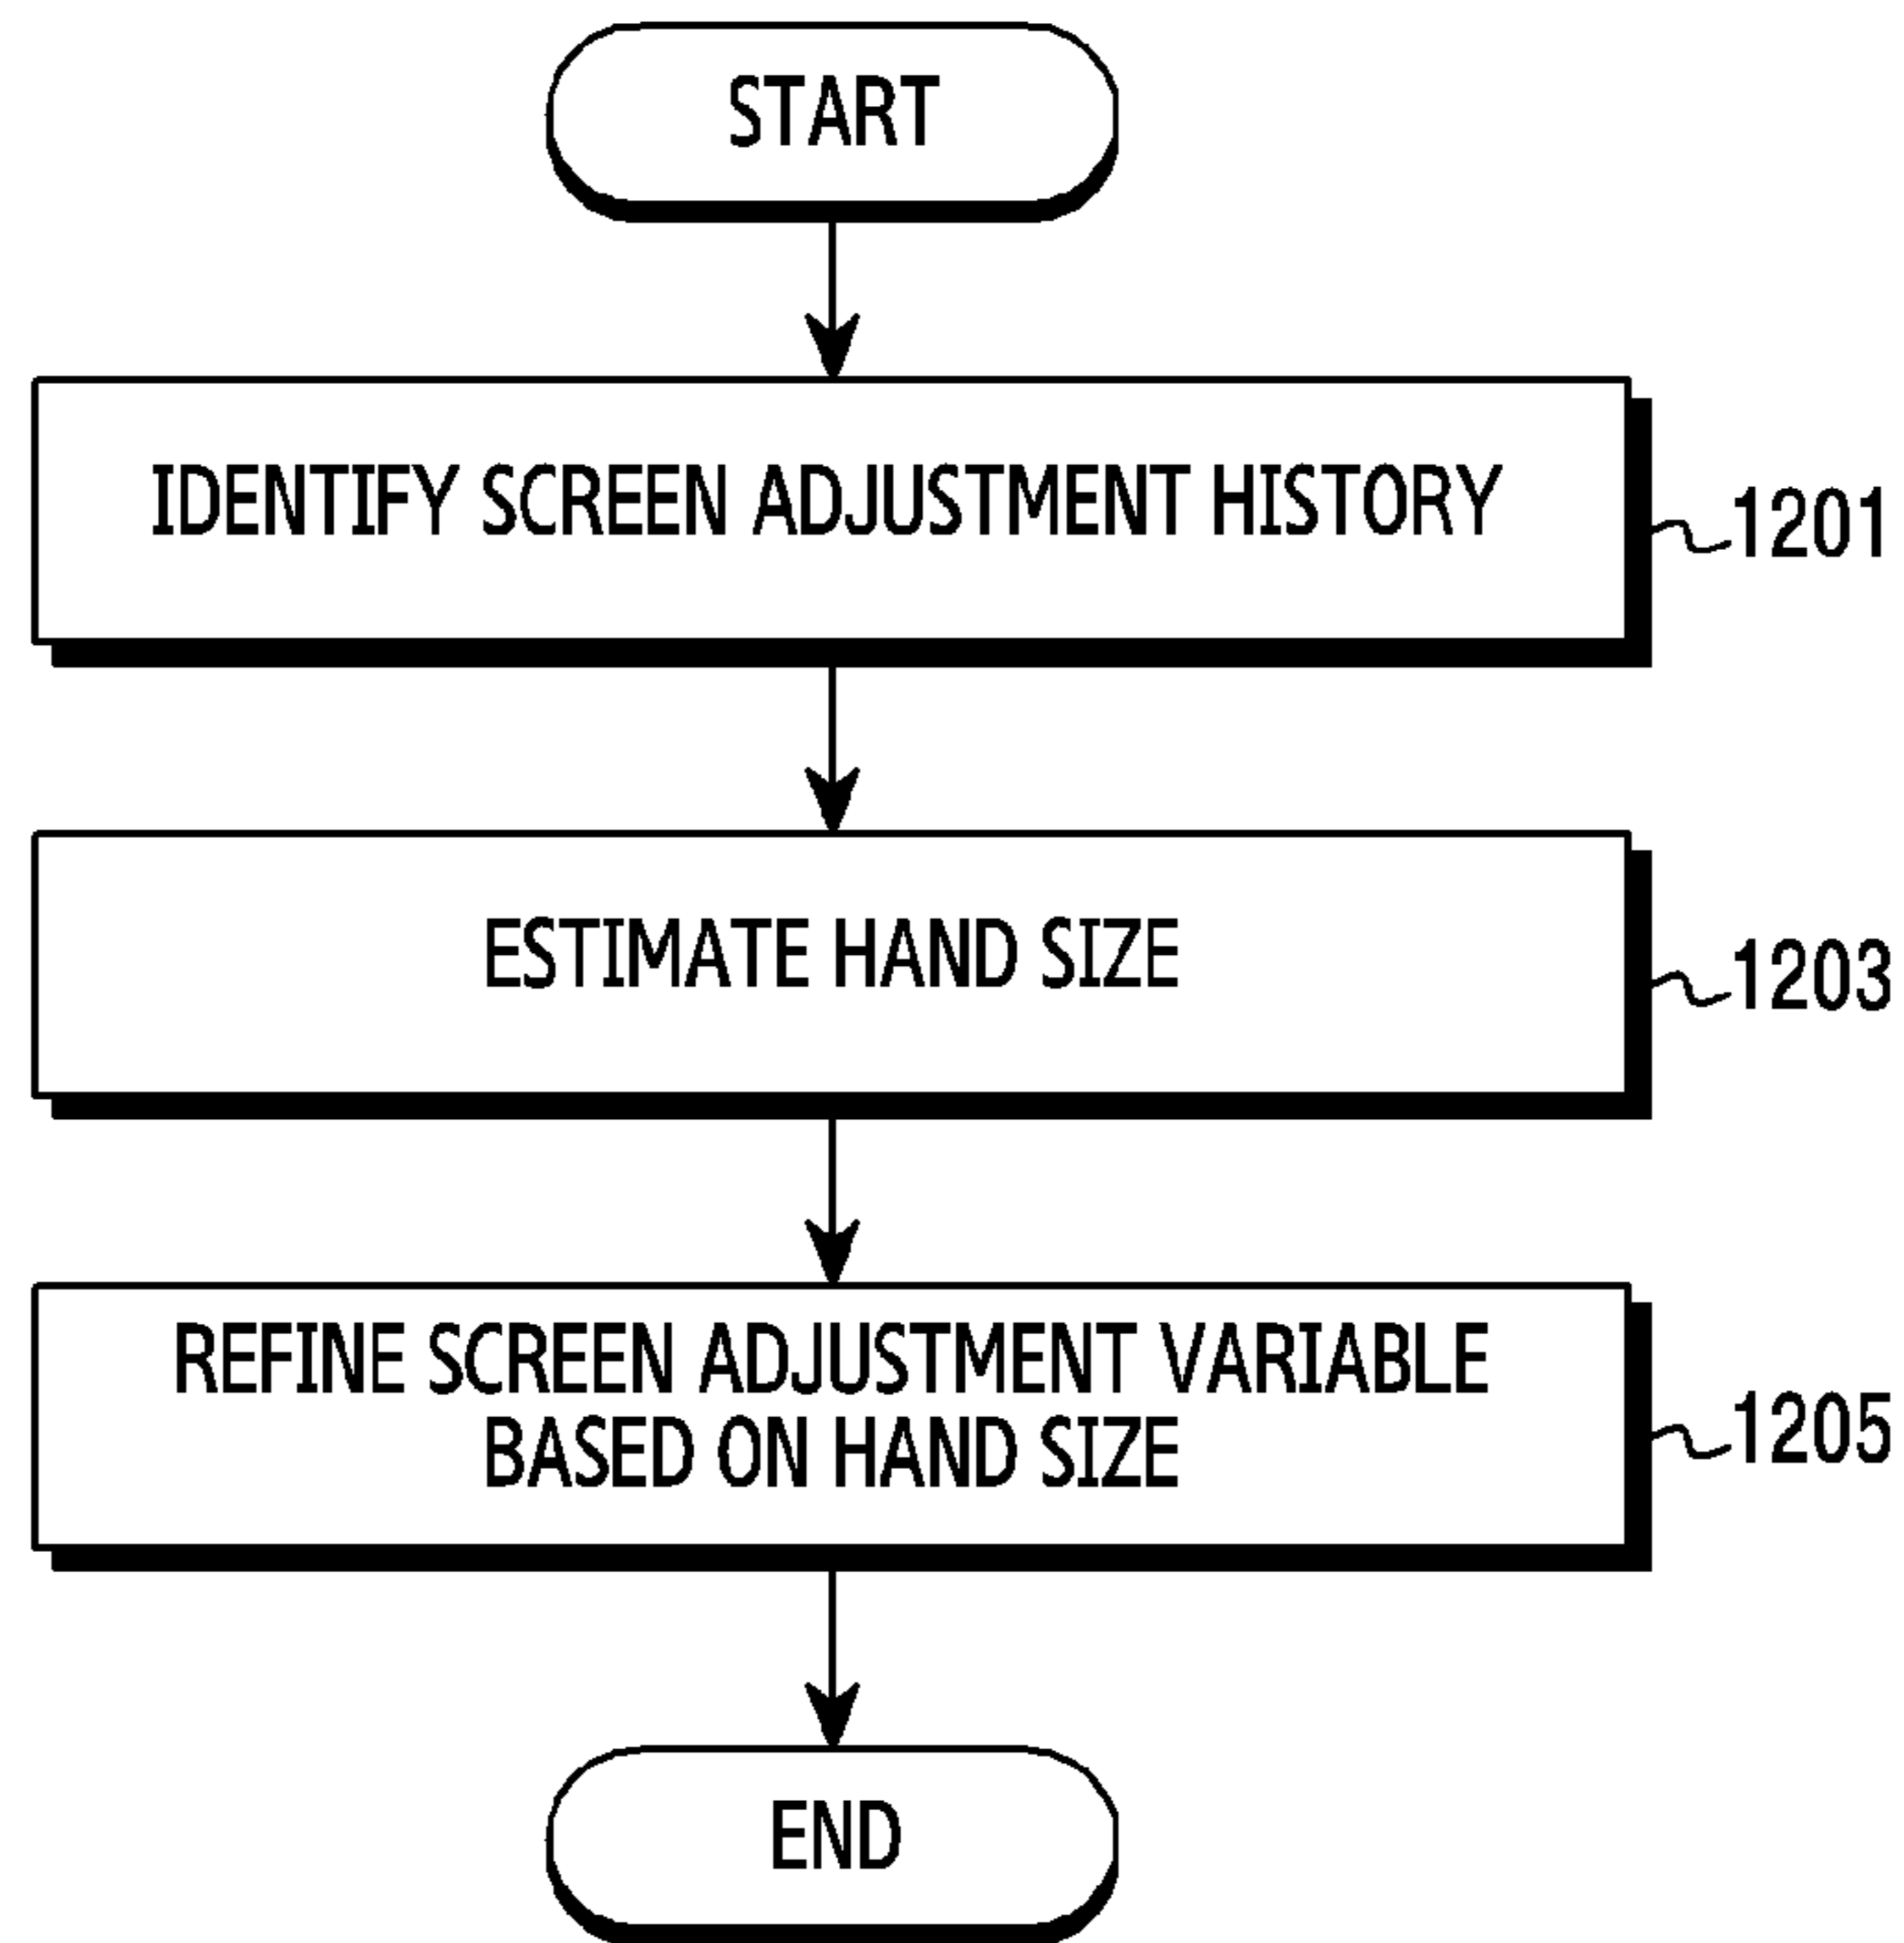 START
IDENTIFY SCREEN ADJUSTMENT HISTORY
1201
ESTIMATE HAND SIZE
1203
REFINE SCREEN ADJUSTMENT VARIABLE
BASED ON HAND SIZE
1205
END